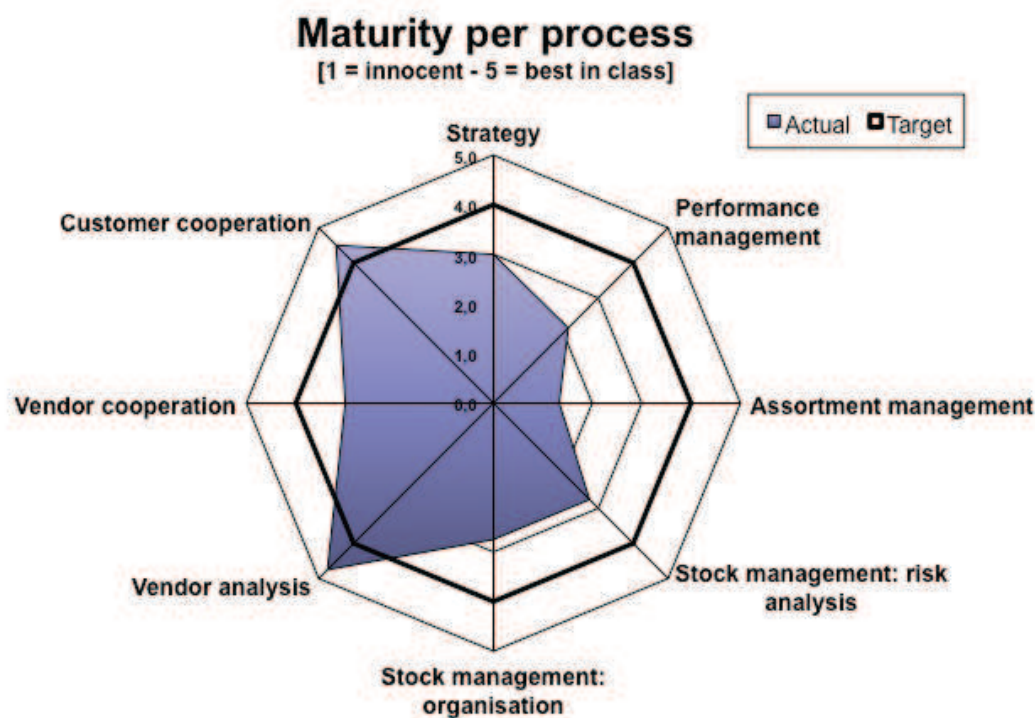 Maturity per process
[1 = innocent - 5 = best in class]
Actual Target
Strategy
5,0
4,0
3,0
2,0
1,0
0,0
Performance
management
Assortment management
Stock management: risk
analysis
Stock management:
organisation
Vendor analysis
Vendor cooperation
Customer cooperation